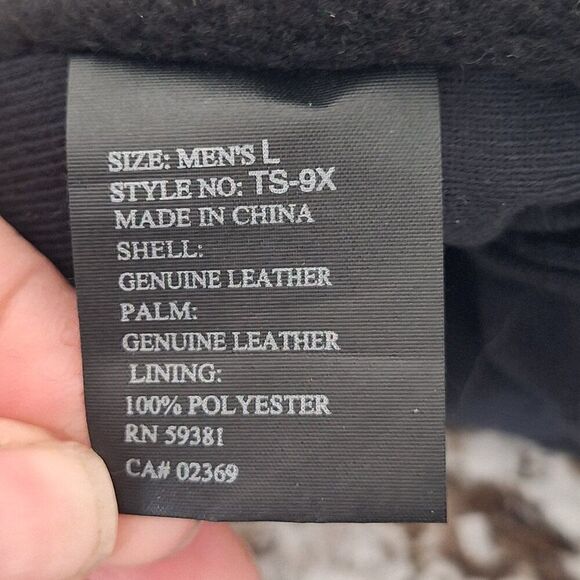 SIZE: MEN'S L
STYLE NO: TS-9X
MADE IN CHINA
SHELL:
GENUINE LEATHER
PALM:
GENUINE LEATHER
LINING:
100% POLYESTER
RN 59381
CA# 02369